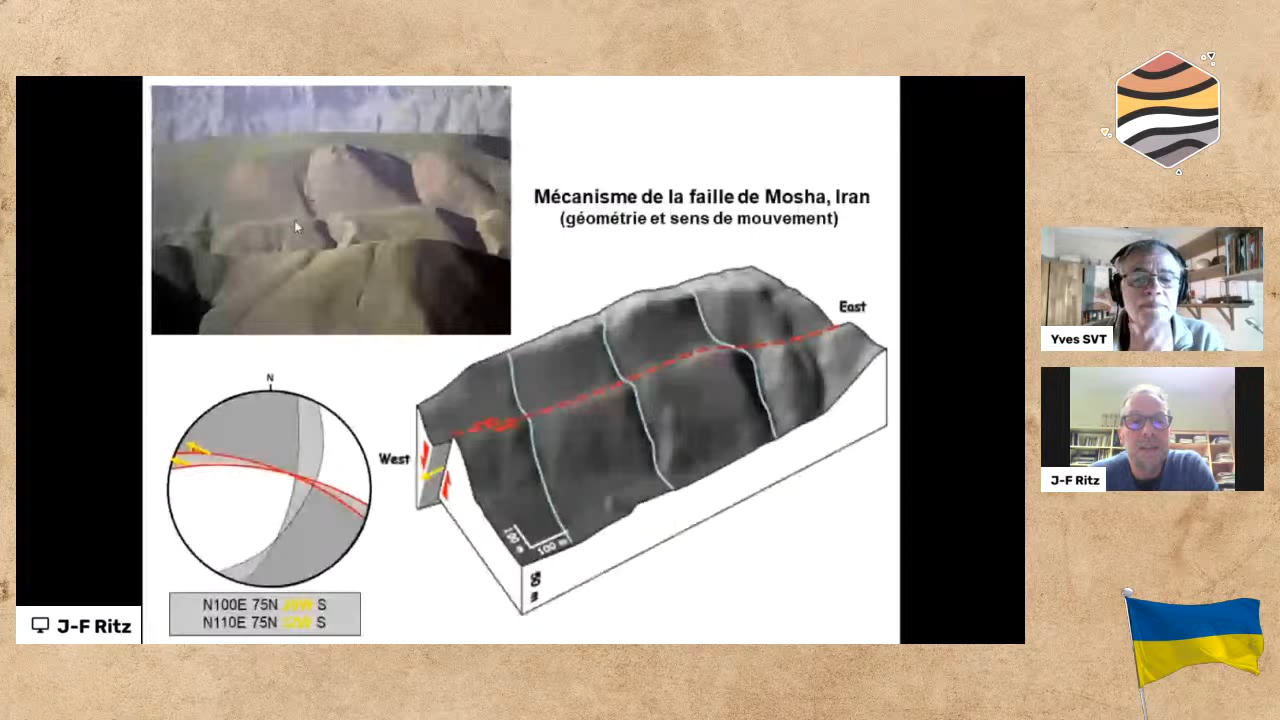 Mécanisme de la faille de Mosha, Iran
(géométrie et sens de mouvement)
East
West
N
100 m
50 m
N100E 75N S
N110E 75N S
Yves SVT
J-F Ritz
J-F Ritz